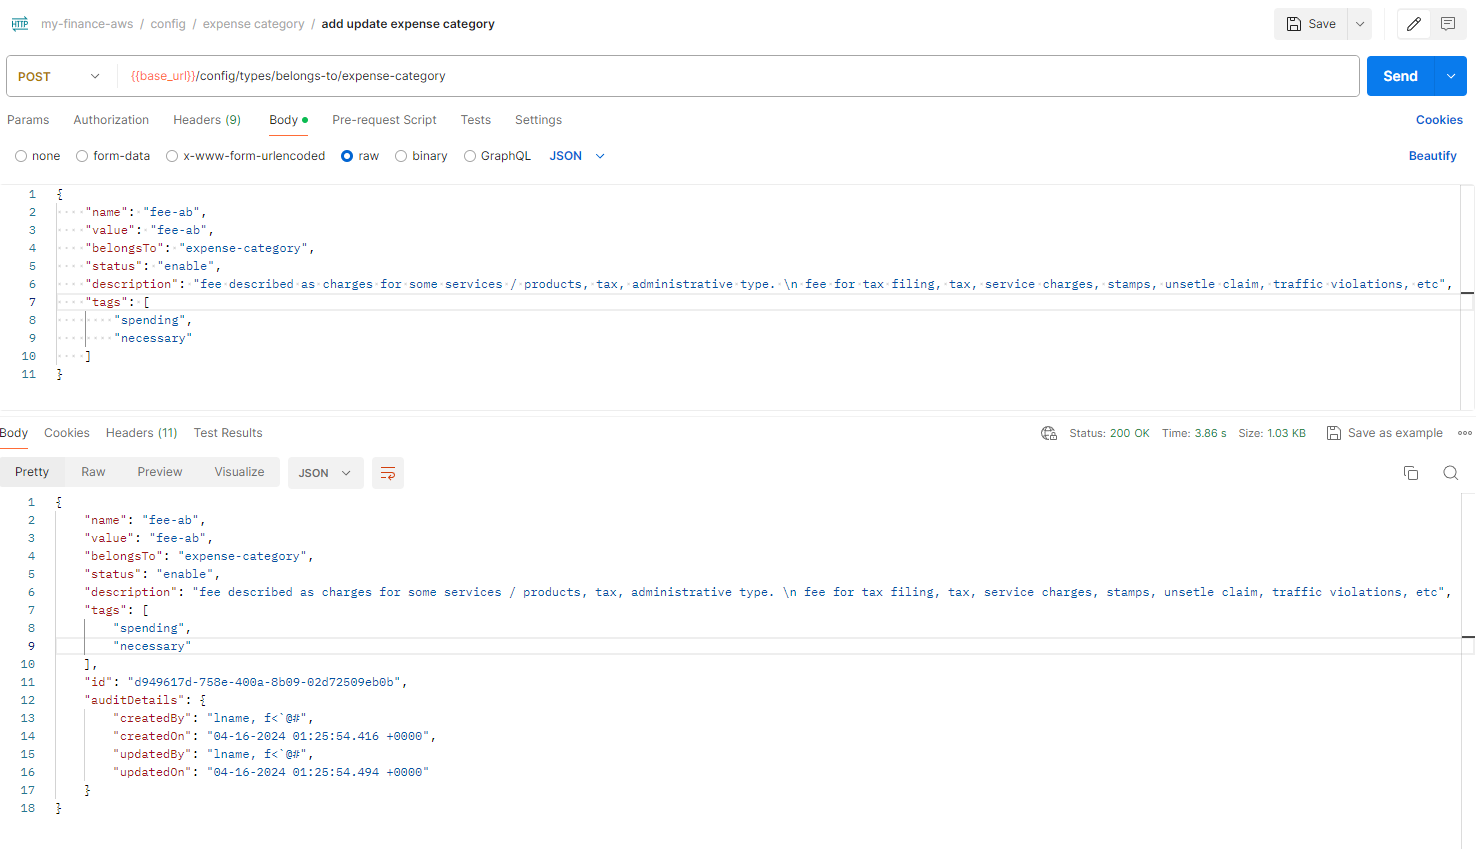 HTTP my-finance-aws / config / expense category / add update expense category Save
POST {{base_url}}/config/types/belongs-to/expense-category Send
Params Authorization Headers (9) Body Pre-request Script Tests Settings Cookies
none form-data x-www-form-urlencoded raw binary GraphQL JSON Beautify
1 {
2 "name": "fee-ab",
3 "value": "fee-ab",
4 "belongsTo": "expense-category",
5 "status": "enable",
6 "description": "fee described as charges for some services / products, tax, administrative type. \n fee for tax filing, tax, service charges, stamps, unsetle claim, traffic violations, etc",
7 "tags": [
8 "spending",
9 "necessary"
10 ]
11 }
Body Cookies Headers (11) Test Results Status: 200 OK Time: 3.86 s Size: 1.03 KB Save as example
Pretty Raw Preview Visualize JSON
1 {
2 "name": "fee-ab",
3 "value": "fee-ab",
4 "belongsTo": "expense-category",
5 "status": "enable",
6 "description": "fee described as charges for some services / products, tax, administrative type. \n fee for tax filing, tax, service charges, stamps, unsetle claim, traffic violations, etc",
7 "tags": [
8 "spending",
9 "necessary"
10 ],
11 "id": "d949617d-758e-400a-8b09-02d72509eb0b",
12 "auditDetails": {
13 "createdBy": "lname, f<`@#",
14 "createdOn": "04-16-2024 01:25:54.416 +0000",
15 "updatedBy": "lname, f<`@#",
16 "updatedOn": "04-16-2024 01:25:54.494 +0000"
17 }
18 }